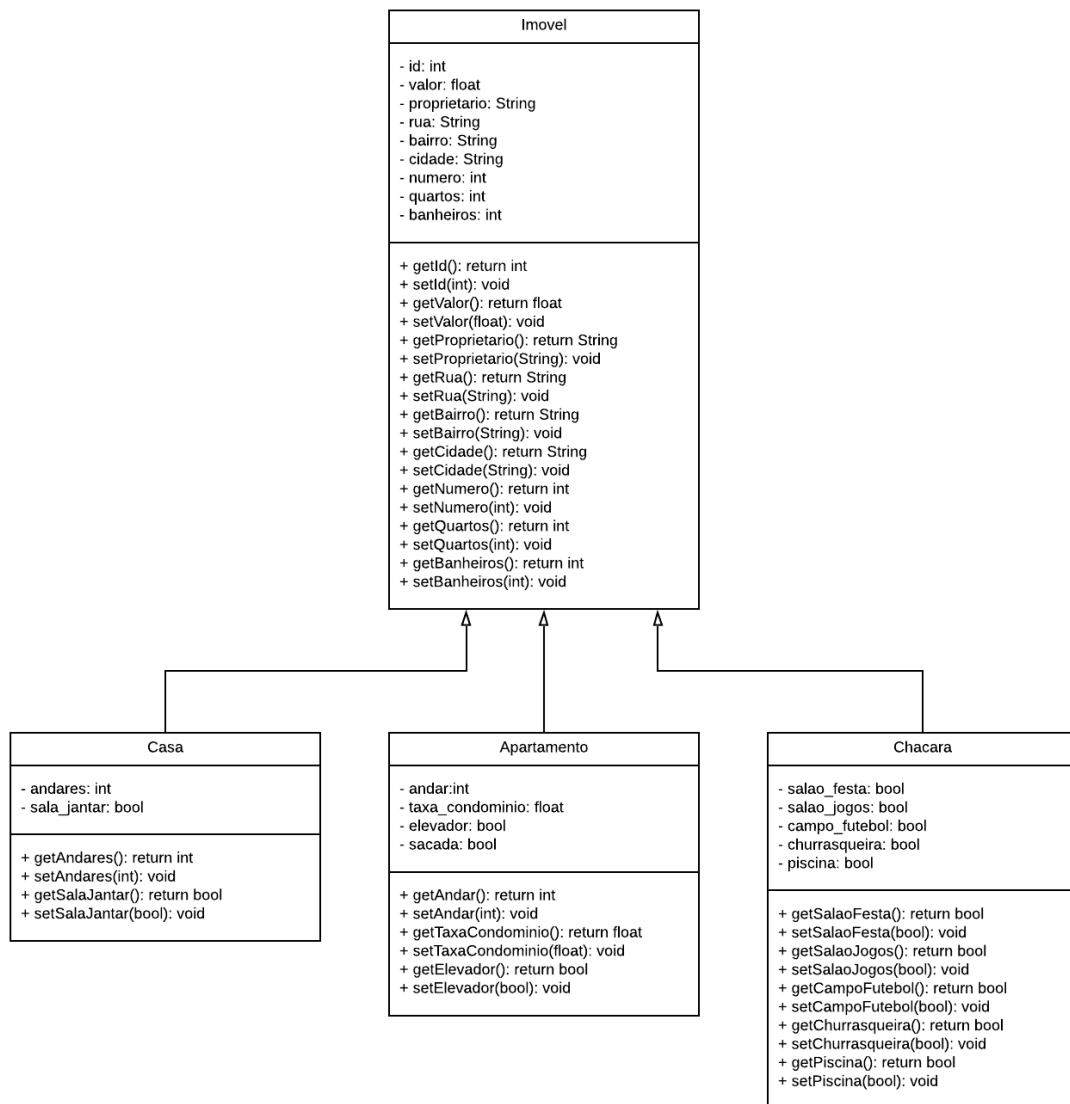 Imovel
- id: int
- valor: float
- proprietario: String
- rua: String
- bairro: String
- cidade: String
- numero: int
- quartos: int
- banheiros: int
+ getId(): return int
+ setId(int): void
+ getValor(): return float
+ setValor(float): void
+ getProprietario(): return String
+ setProprietario(String): void
+ getRua(): return String
+ setRua(String): void
+ getBairro(): return String
+ setBairro(String): void
+ getCidade(): return String
+ setCidade(String): void
+ getNumero(): return int
+ setNumero(int): void
+ getQuartos(): return int
+ setQuartos(int): void
+ getBanheiros(): return int
+ setBanheiros(int): void
Casa
- andares: int
- sala_jantar: bool
+ getAndares(): return int
+ setAndares(int): void
+ getSalaJantar(): return bool
+ setSalaJantar(bool): void
Apartamento
- andar:int
- taxa_condominio: float
- elevador: bool
- sacada: bool
+ getAndar(): return int
+ setAndar(int): void
+ getTaxaCondominio(): return float
+ setTaxaCondominio(float): void
+ getElevador(): return bool
+ setElevador(bool): void
Chacara
- salao_festa: bool
- salao_jogos: bool
- campo_futebol: bool
- churrasqueira: bool
- piscina: bool
+ getSalaoFesta(): return bool
+ setSalaoFesta(bool): void
+ getSalaoJogos(): return bool
+ setSalaoJogos(bool): void
+ getCampoFutebol(): return bool
+ setCampoFutebol(bool): void
+ getChurrasqueira(): return bool
+ setChurrasqueira(bool): void
+ getPiscina(): return bool
+ setPiscina(bool): void